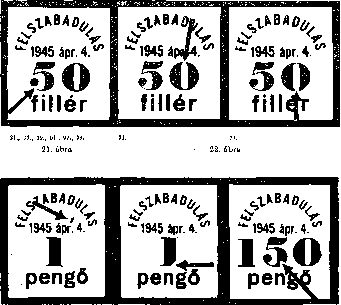 FELSZABADULÁS FELSZABADULÁS FELSZABADULÁS
1945 ápr. 4. 1945 ápr. 4. 1945 ápr. 4.
50 50 50
fillér fillér fillér
21. ábra 22. ábra
FELSZABADULÁS FELSZABADULÁS FELSZABADULÁS
1945 ápr. 4. 1945 ápr. 4. 1945 ápr. 4.
1 1 150
pengő pengő pengő